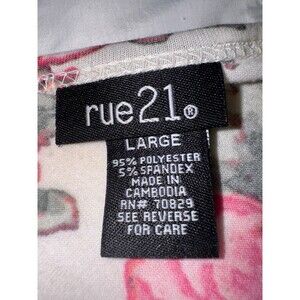 rue21®
LARGE
95% POLYESTER
5% SPANDEX
MADE IN
CAMBODIA
RN# 70829
SEE REVERSE
FOR CARE